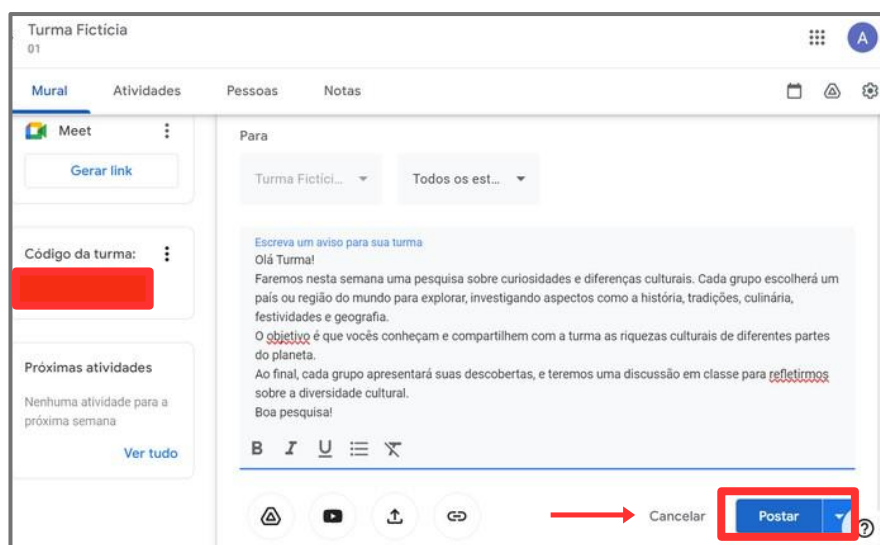 Turma Fictícia
01
A
Mural
Atividades
Pessoas
Notas
Meet
Gerar link
Código da turma:
Próximas atividades
Nenhuma atividade para a
próxima semana
Ver tudo
Para
Turma Fictíci...
Todos os est...
Escreva um aviso para sua turma
Olá Turma!
Faremos nesta semana uma pesquisa sobre curiosidades e diferenças culturais. Cada grupo escolherá um
país ou região do mundo para explorar, investigando aspectos como a história, tradições, culinária,
festividades e geografia.
O objetivo é que vocês conheçam e compartilhem com a turma as riquezas culturais de diferentes partes
do planeta.
Ao final, cada grupo apresentará suas descobertas, e teremos uma discussão em classe para refletirmos
sobre a diversidade cultural.
Boa pesquisa!
B I U
Cancelar
Postar
?